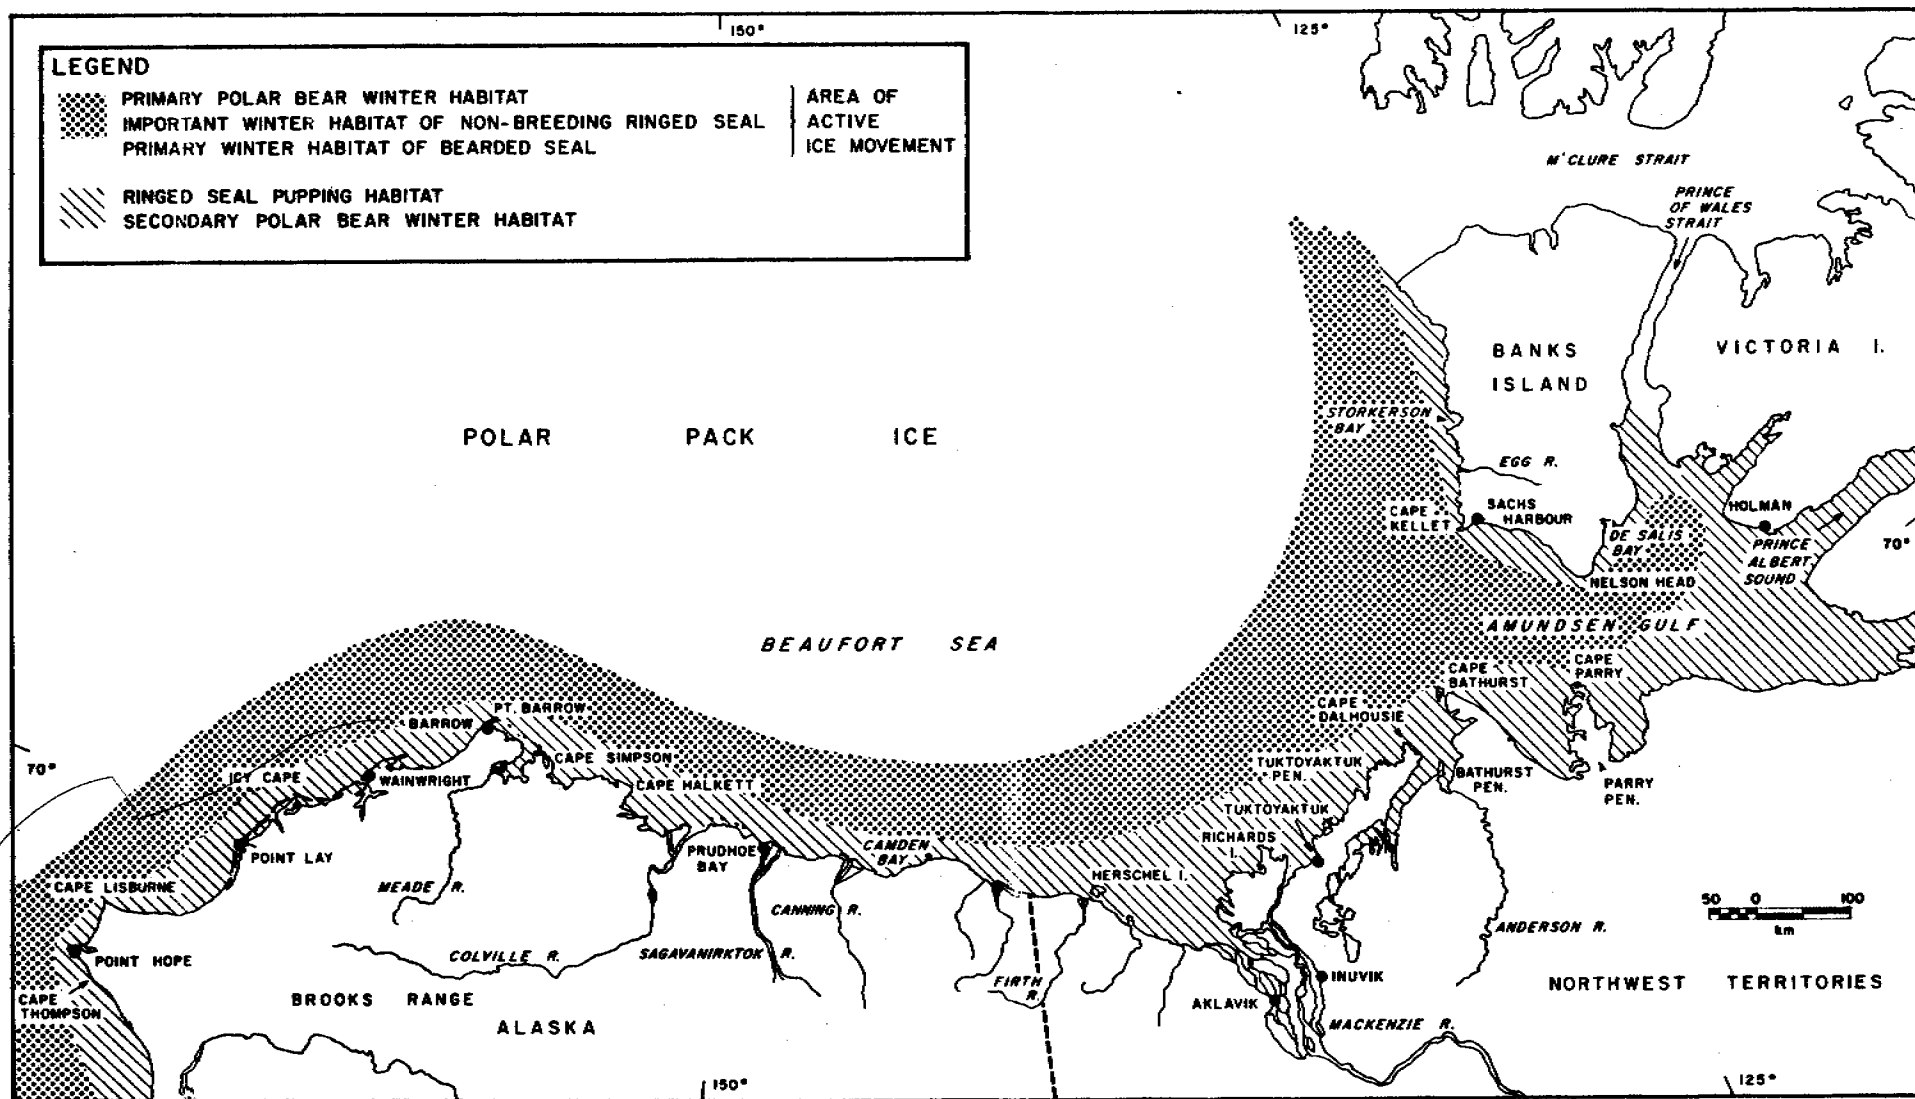 150°
125°
LEGEND
PRIMARY POLAR BEAR WINTER HABITAT
IMPORTANT WINTER HABITAT OF NON-BREEDING RINGED SEAL
PRIMARY WINTER HABITAT OF BEARDED SEAL
AREA OF
ACTIVE
ICE MOVEMENT
RINGED SEAL PUPPING HABITAT
SECONDARY POLAR BEAR WINTER HABITAT
M'CLURE STRAIT
PRINCE
OF WALES
STRAIT
BANKS
ISLAND
VICTORIA I.
STORKERSON
BAY
POLAR PACK ICE
EGG R.
CAPE
KELLET
SACHS
HARBOUR
HOLMAN
DE SALIS
BAY
PRINCE
ALBERT
SOUND
70°
NELSON HEAD
AMUNDSEN GULF
BEAUFORT SEA
CAPE
BATHURST
CAPE
PARRY
CAPE
DALHOUSIE
PT. BARROW
BARROW
70°
ICY CAPE
WAINWRIGHT
CAPE SIMPSON
CAPE HALKETT
TUKTOYAKTUK
PEN.
BATHURST
PEN.
PARRY
PEN.
TUKTOYAKTUK
RICHARDS
I.
POINT LAY
PRUDHOE
BAY
CAMDEN
BAY
HERSCHEL I.
CAPE LISBURNE
MEADE R.
CANNING R.
ANDERSON R.
50 0 100
km
POINT HOPE
COLVILLE R.
SAGAVANIRKTOK R.
FIRTH
R.
INUVIK
AKLAVIK
NORTHWEST TERRITORIES
CAPE
THOMPSON
BROOKS RANGE
ALASKA
MACKENZIE R.
150°
125°